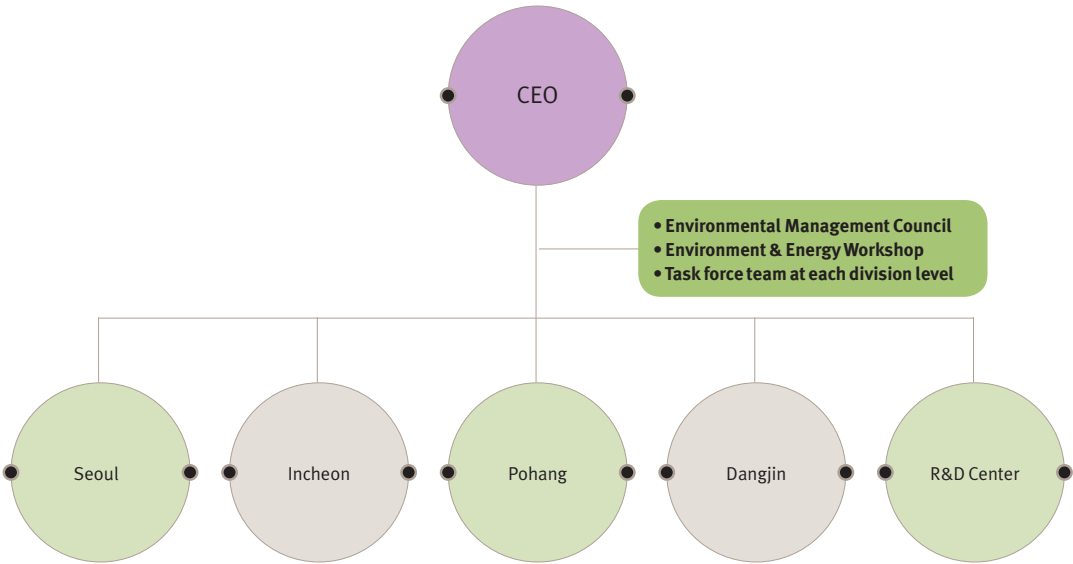 CEO
• Environmental Management Council
• Environment & Energy Workshop
• Task force team at each division level
Seoul
Incheon
Pohang
Dangjin
R&D Center